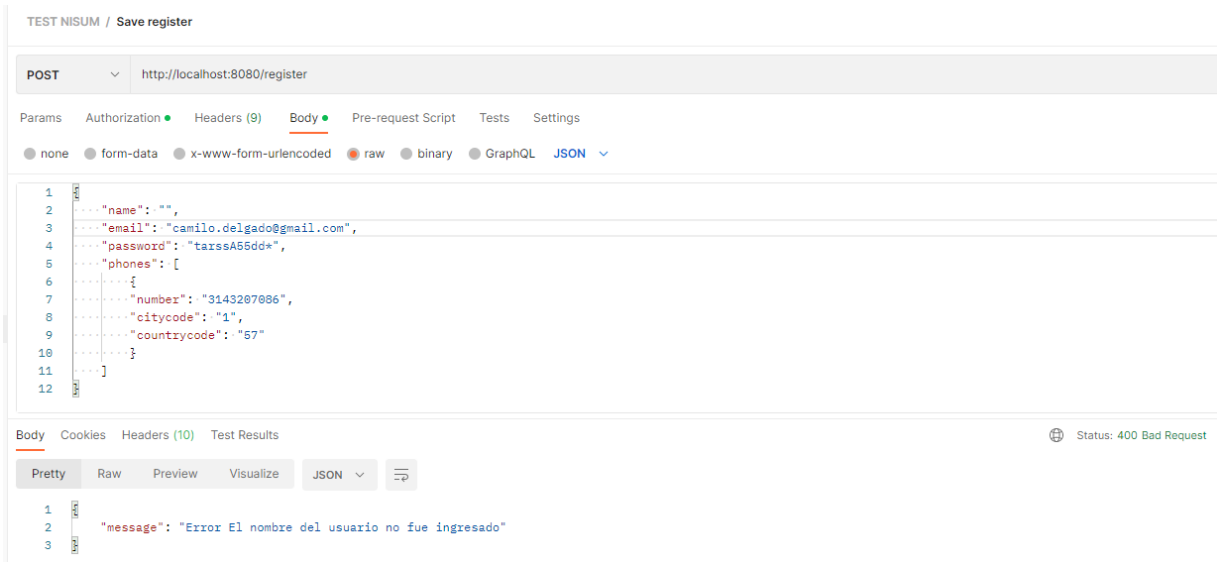 TEST NISUM / Save register
POST http://localhost:8080/register
Params Authorization Headers (9) Body Pre-request Script Tests Settings
none form-data x-www-form-urlencoded raw binary GraphQL JSON
1 {
2 "name": "",
3 "email": "camilo.delgado@gmail.com",
4 "password": "tarssA55dd*",
5 "phones": [
6 {
7 "number": "3143207086",
8 "citycode": "1",
9 "countrycode": "57"
10 }
11 ]
12 }
Body Cookies Headers (10) Test Results Status: 400 Bad Request
Pretty Raw Preview Visualize JSON
1 {
2 "message": "Error El nombre del usuario no fue ingresado"
3 }